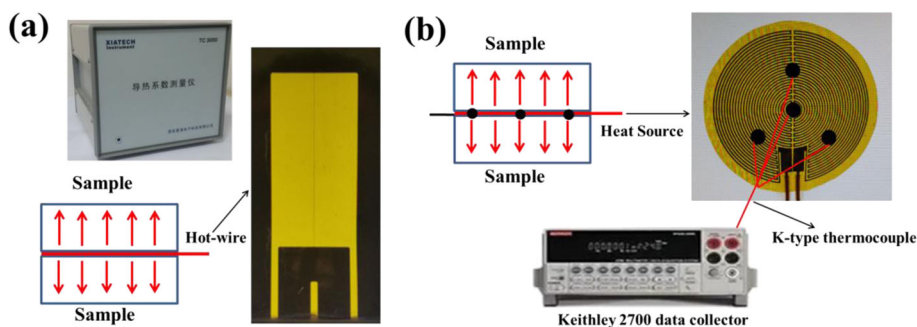 (a)
XIATECH
Instrument
TC 3000
导热系数测量仪
Sample
Hot-wire
Sample
(b)
Sample
Heat Source
Sample
K-type thermocouple
Keithley 2700 data collector